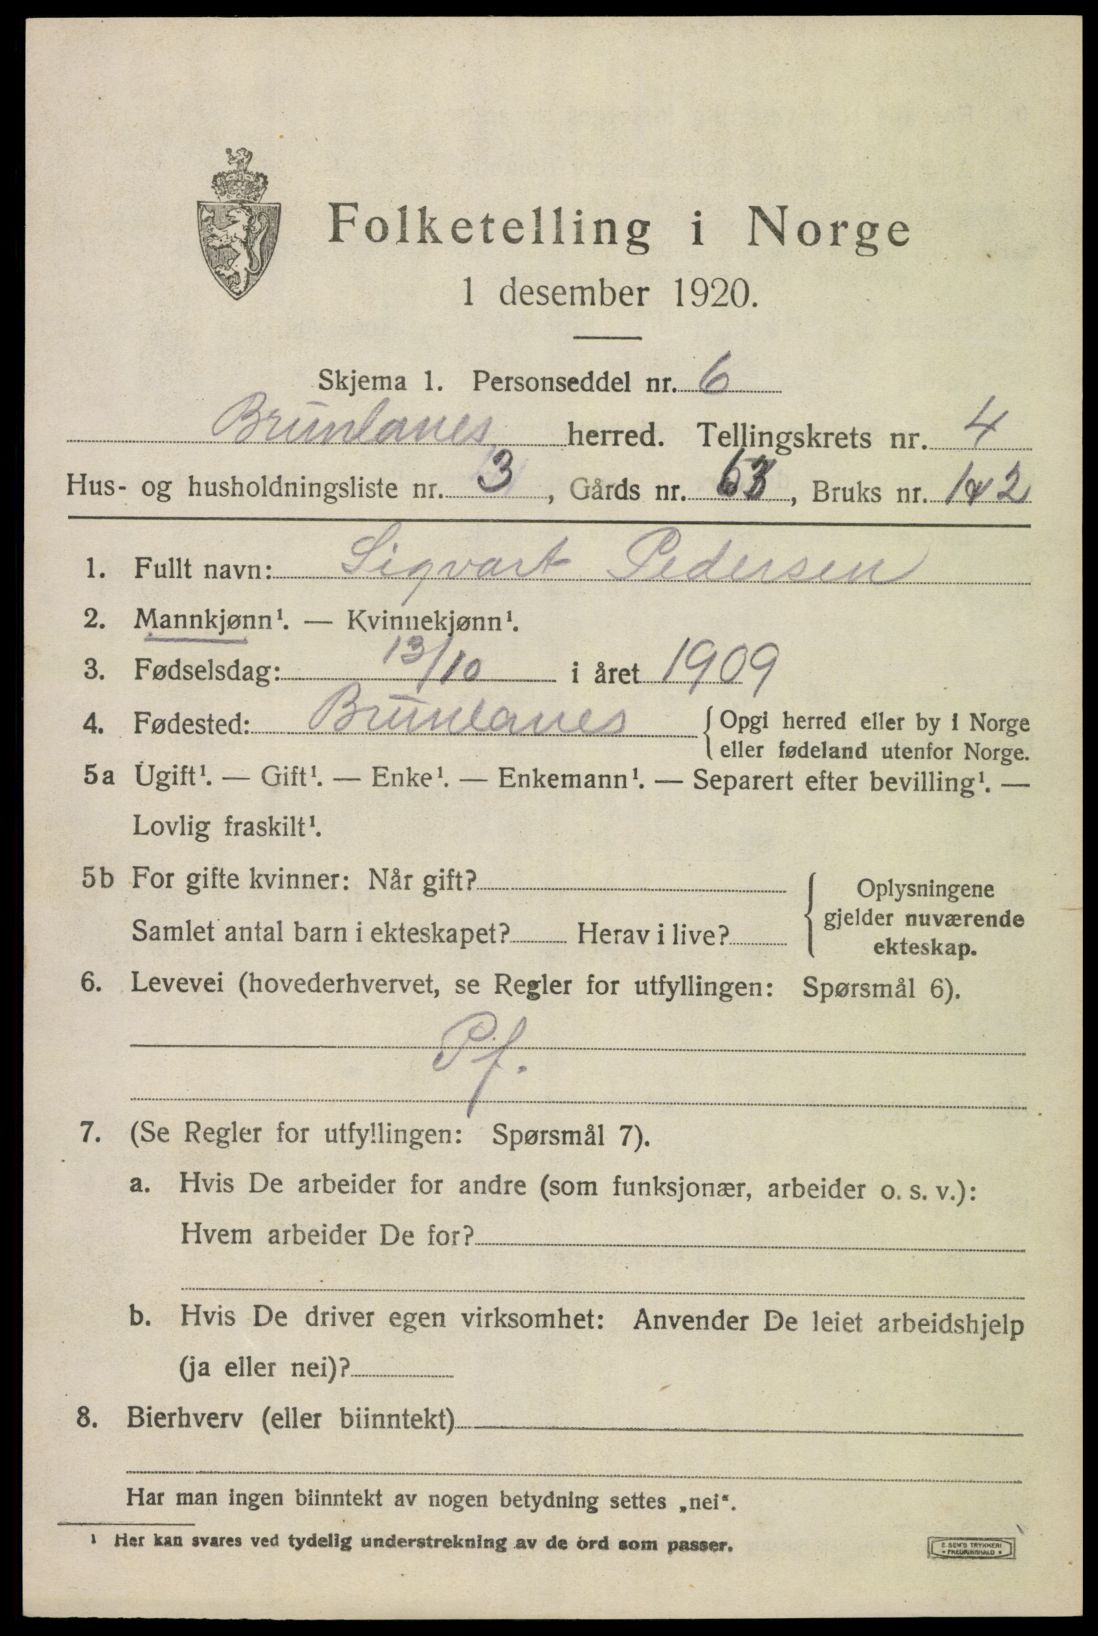 Folketelling i Norge
1 desember 1920.
Skjema 1. Personseddel nr. 6
Brunlanes herred. Tellingskrets nr. 4
Hus- og husholdningsliste nr. 3, Gårds nr. 63, Bruks nr. 1 & 2
1. Fullt navn: Sigvart Pedersen
2. Mannkjønn¹. — Kvinnekjønn¹.
3. Fødselsdag: 13/10 i året 1909
4. Fødested: Brunlanes {Opgi herred eller by i Norge
eller fødeland utenfor Norge.
5a Ugift¹. — Gift¹. — Enke¹. — Enkemann¹. — Separert efter bevilling¹. —
Lovlig fraskilt¹.
5b For gifte kvinner: Når gift?
Samlet antal barn i ekteskapet? Herav i live?
{ Oplysningene
gjelder nuværende
ekteskap.
6. Levevei (hovederhvervet, se Regler for utfyllingen: Spørsmål 6).
Pf.
7. (Se Regler for utfyllingen: Spørsmål 7).
a. Hvis De arbeider for andre (som funksjonær, arbeider o. s. v.):
Hvem arbeider De for?
b. Hvis De driver egen virksomhet: Anvender De leiet arbeidshjelp
(ja eller nei)?
8. Bierhverv (eller biinntekt)
Har man ingen biinntekt av nogen betydning settes „nei“.
¹ Her kan svares ved tydelig understrekning av de ord som passer.
E. SEM'S TRYKKERI
• FREDRIKSHALD •